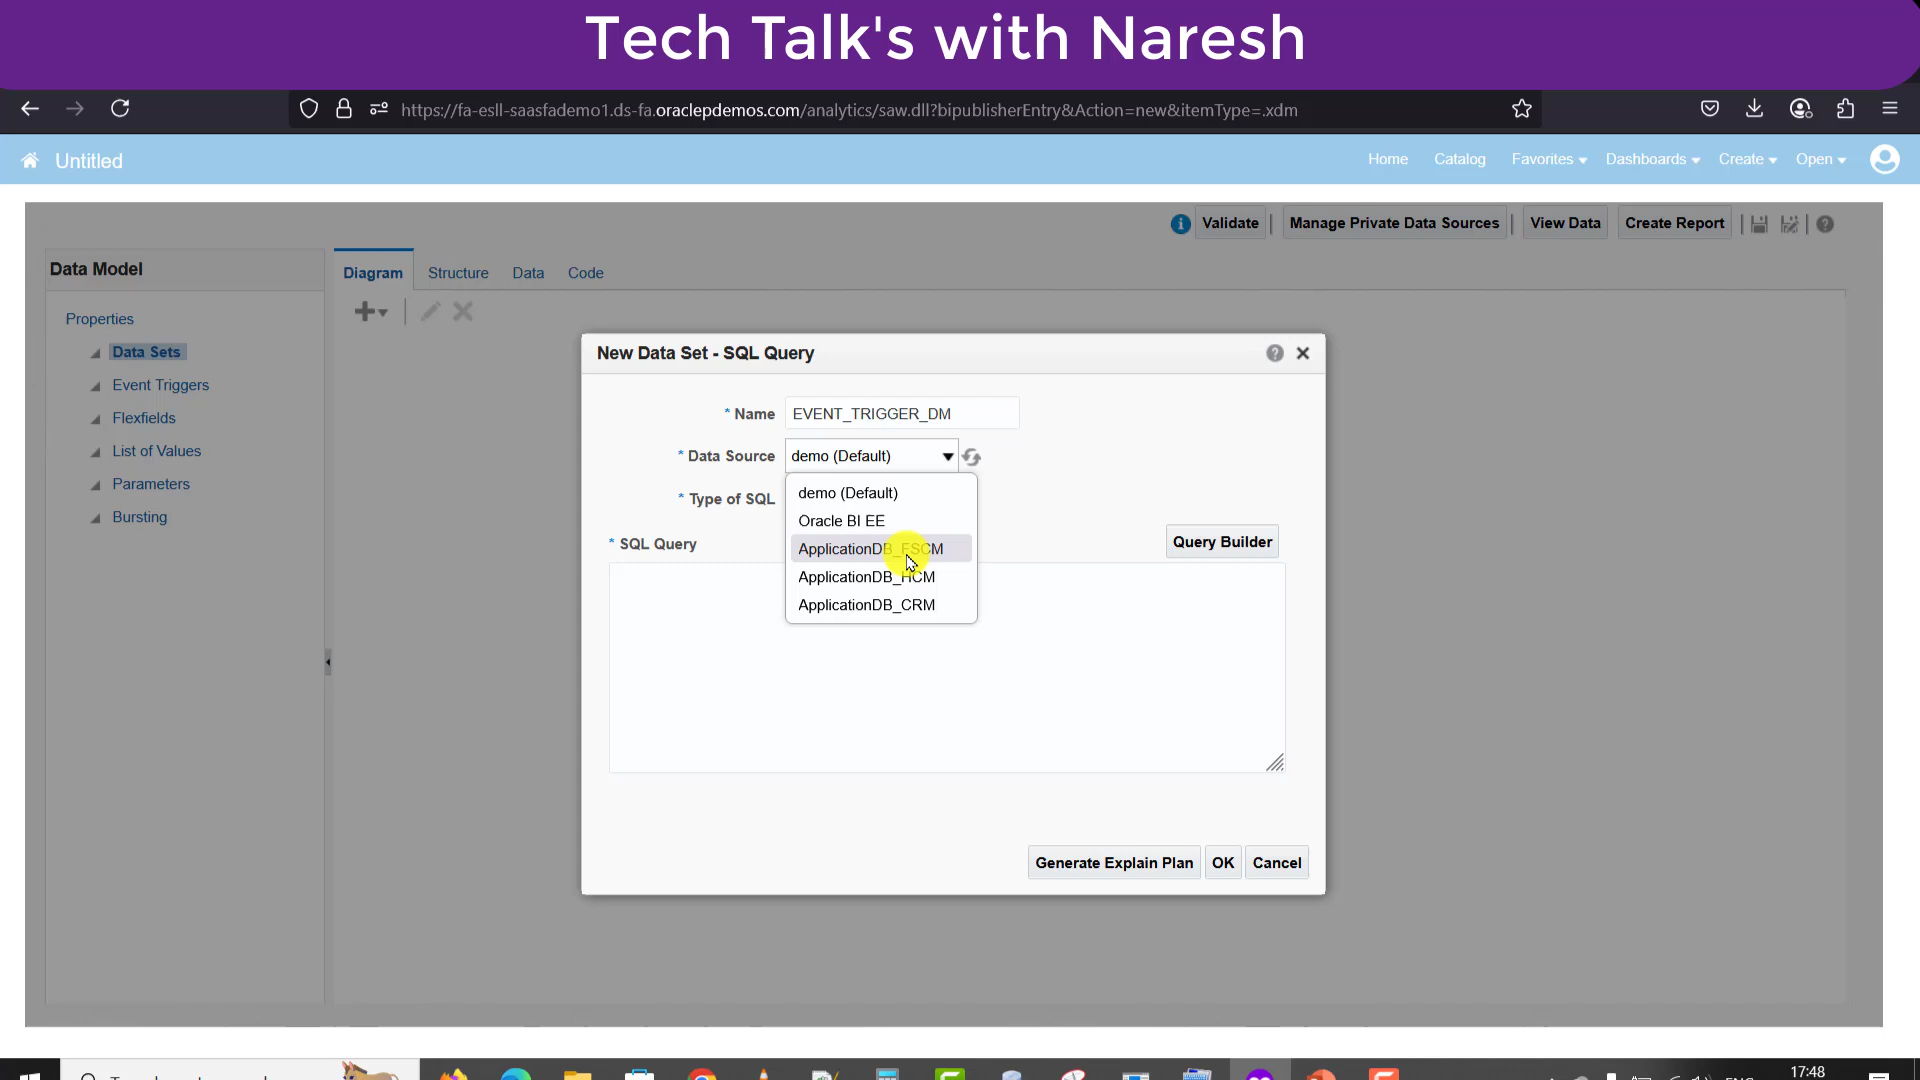 Tech Talk's with Naresh
https://fa-esll-saasfademo1.ds-fa.oraclepdemos.com/analytics/saw.dll?bipublisherEntry&Action=new&itemType=.xdm
Untitled
Home Catalog Favorites Dashboards Create Open
Validate Manage Private Data Sources View Data Create Report
Data Model
Diagram Structure Data Code
Properties
Data Sets
Event Triggers
Flexfields
List of Values
Parameters
Bursting
New Data Set - SQL Query
* Name EVENT_TRIGGER_DM
* Data Source demo (Default)
* Type of SQL
demo (Default)
Oracle BI EE
ApplicationDB_FSCM
ApplicationDB_HCM
ApplicationDB_CRM
* SQL Query
Query Builder
Generate Explain Plan OK Cancel
17:48